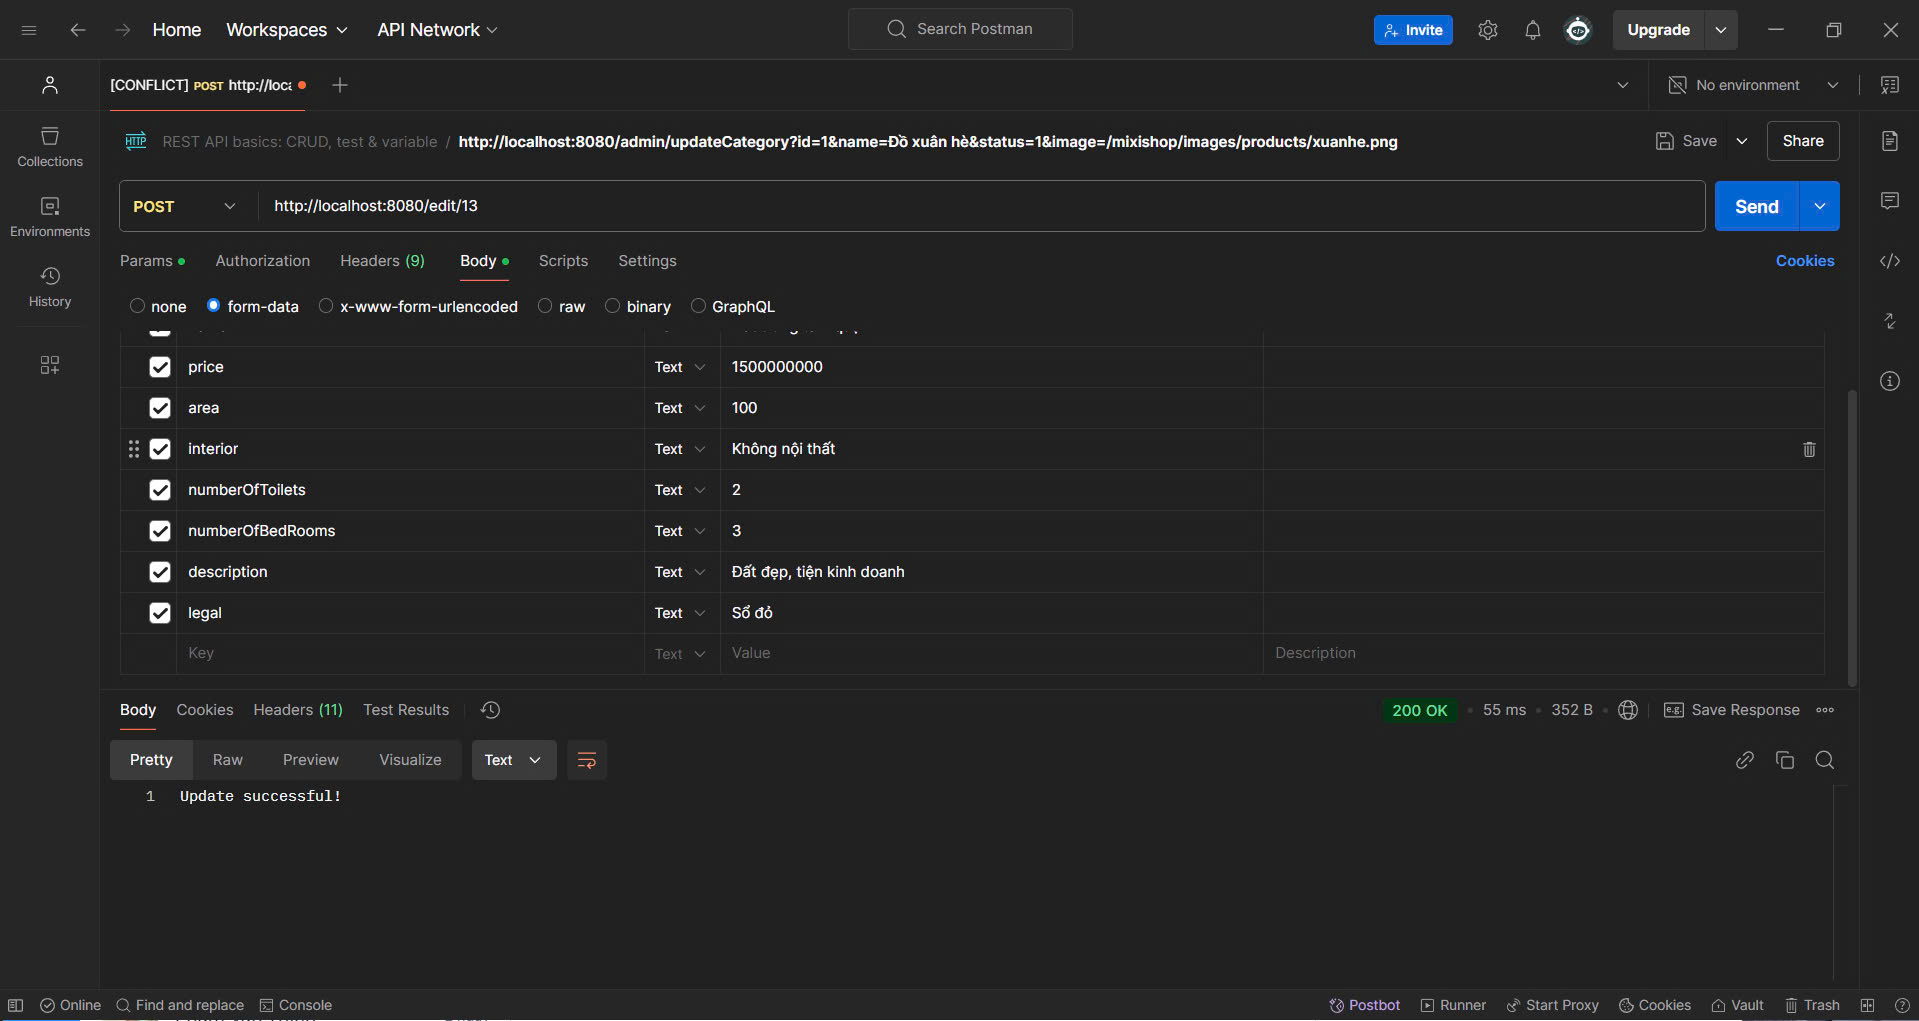 Home Workspaces API Network Search Postman Invite Upgrade
[CONFLICT] POST http://loca No environment
HTTP REST API basics: CRUD, test & variable / http://localhost:8080/admin/updateCategory?id=1&name=Đồ xuân hè&status=1&image=/mixishop/images/products/xuanhe.png Save Share
POST http://localhost:8080/edit/13 Send
Params Authorization Headers (9) Body Scripts Settings Cookies
none form-data x-www-form-urlencoded raw binary GraphQL
Collections
Environments
History
price Text 1500000000
area Text 100
interior Text Không nội thất
numberOfToilets Text 2
numberOfBedRooms Text 3
description Text Đất đẹp, tiện kinh doanh
legal Text Sổ đỏ
Key Text Value Description
Body Cookies Headers (11) Test Results 200 OK 55 ms 352 B e.g. Save Response
Pretty Raw Preview Visualize Text
1 Update successful!
Online Find and replace Console Postbot Runner Start Proxy Cookies Vault Trash